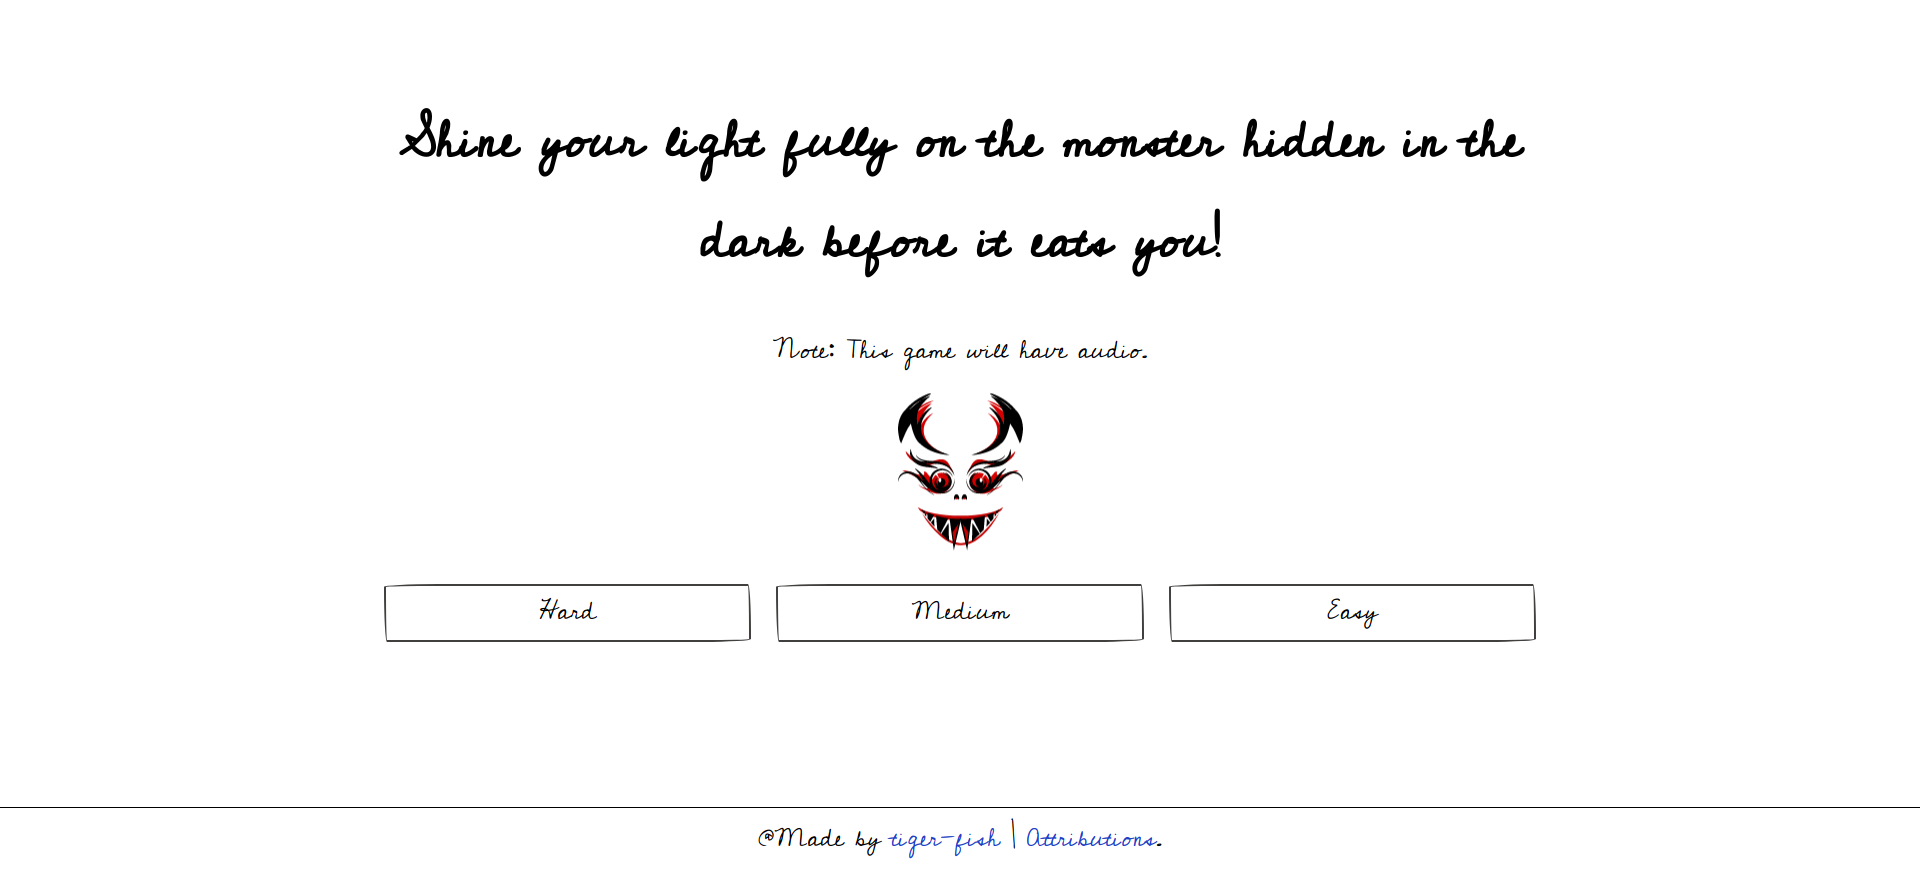 Shine your light fully on the monster hidden in the
dark before it eats you!
Note: This game will have audio.
Hard
Medium
Easy
@Made by tiger-fish | Attributions.